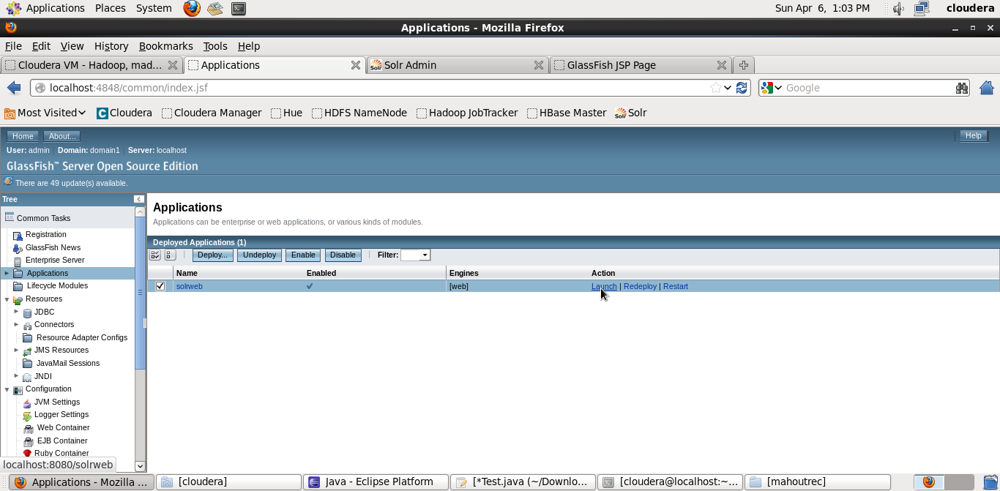 Applications Places System Sun Apr 6, 1:03 PM cloudera
Applications - Mozilla Firefox
File Edit View History Bookmarks Tools Help
Cloudera VM - Hadoop, mad... Applications Solr Solr Admin GlassFish JSP Page
localhost:4848/common/index.jsf Google
Most Visited C Cloudera Cloudera Manager Hue HDFS NameNode Hadoop JobTracker HBase Master Solr Solr
Home About... Help
User: admin Domain: domain1 Server: localhost
GlassFish™ Server Open Source Edition
There are 49 update(s) available.
Tree
Common Tasks
Registration
GlassFish News
Enterprise Server
Applications
Lifecycle Modules
Resources
JDBC
Connectors
Resource Adapter Configs
JMS Resources
JavaMail Sessions
JNDI
Configuration
JVM Settings
Logger Settings
Web Container
EJB Container
Ruby Container
localhost:8080/solrweb
Applications
Applications can be enterprise or web applications, or various kinds of modules.
Deployed Applications (1)
Deploy... Undeploy Enable Disable Filter:
Name Enabled Engines Action
solrweb [web] Launch | Redeploy | Restart
Applications - Mozilla ... [cloudera] Java - Eclipse Platform [*Test.java (~/Downlo... [cloudera@localhost:~... [mahoutrec]